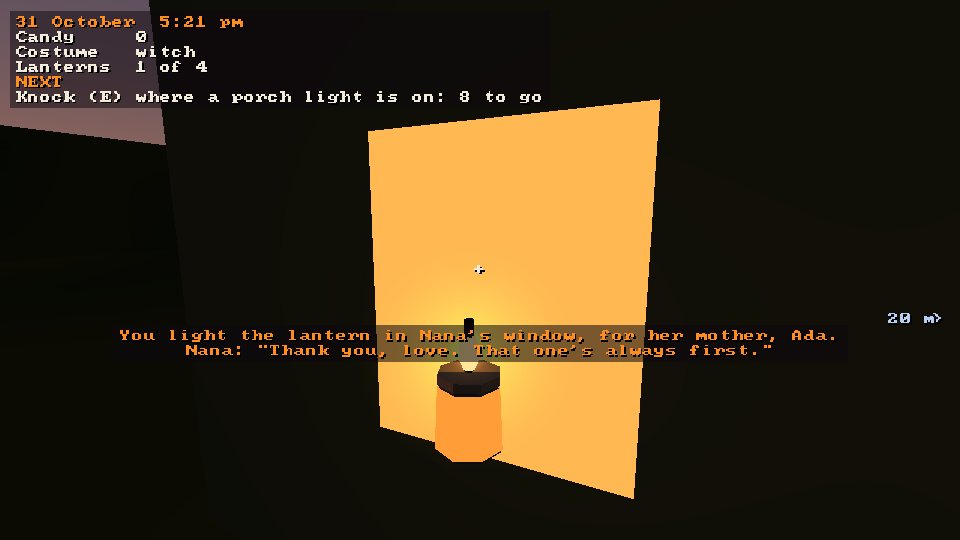 31 October  5:21 pm
Candy 0
Costume witch
Lanterns 1 of 4
NEXT
Knock (E) where a porch light is on: 8 to go
20 m>
You light the lantern in Nana's window, for her mother, Ada.
Nana: "Thank you, love. That one's always first."